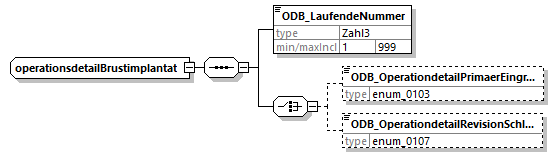 ODB_LaufendeNummer
type Zahl3
min/maxIncl 1 999
operationsdetailBrustimplantat
ODB_OperationdetailPrimaerEingr...
type enum_0103
ODB_OperationdetailRevisionSchl...
type enum_0107